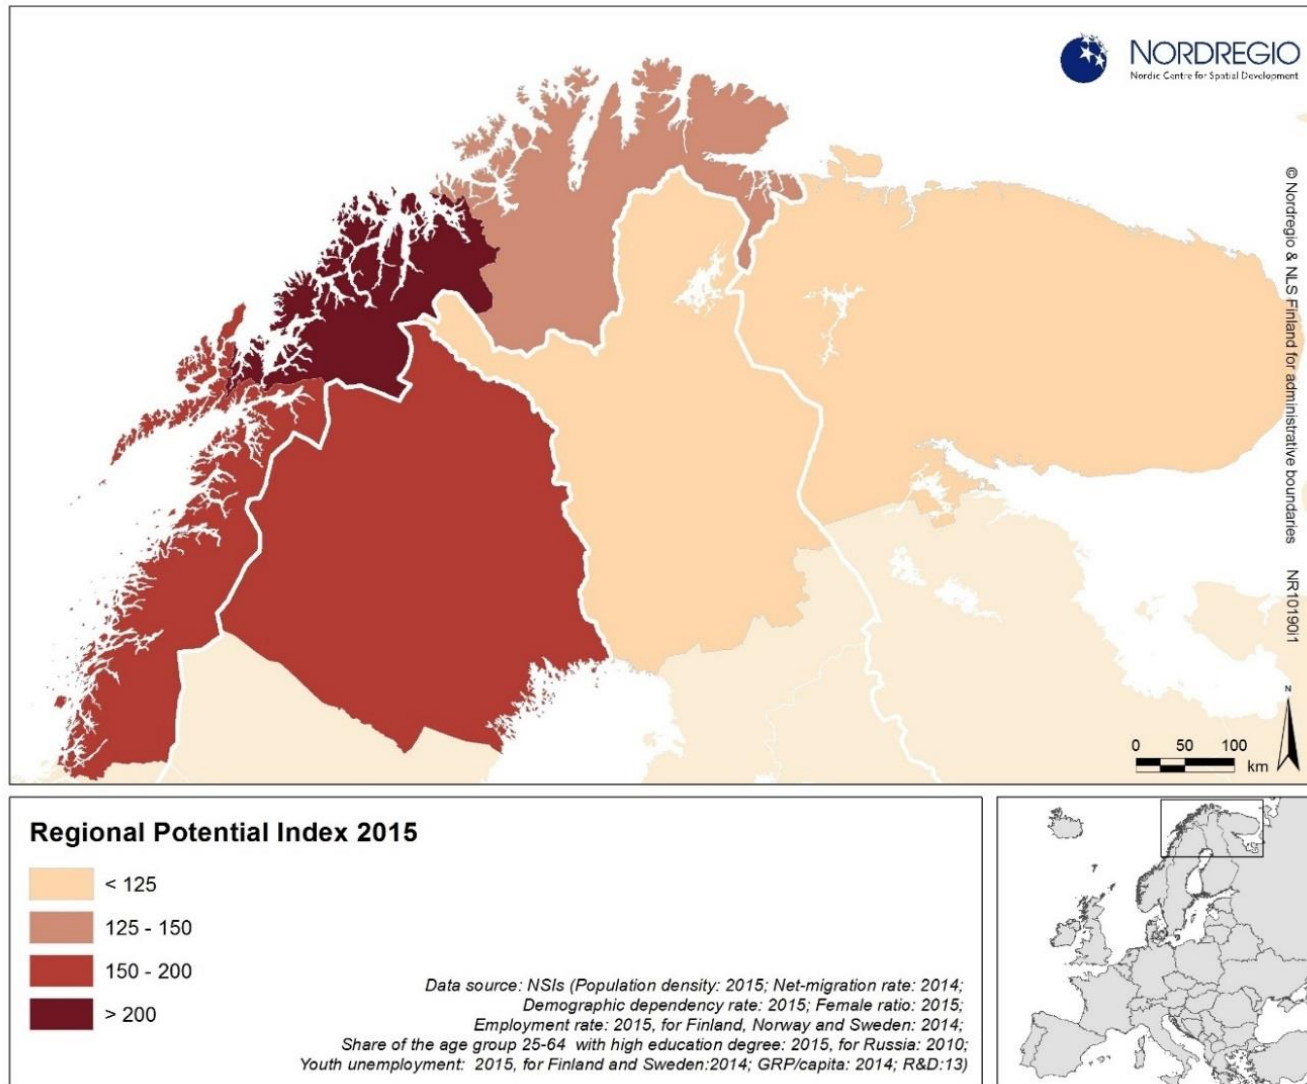 NORDREGIO
Nordic Centre for Spatial Development
© Nordregio & NLS Finland for administrative boundaries NR10190i1
N
0 50 100
km
Regional Potential Index 2015
< 125
125 - 150
150 - 200
> 200
Data source: NSIs (Population density: 2015; Net-migration rate: 2014;
Demographic dependency rate: 2015; Female ratio: 2015;
Employment rate: 2015, for Finland, Norway and Sweden: 2014;
Share of the age group 25-64 with high education degree: 2015, for Russia: 2010;
Youth unemployment: 2015, for Finland and Sweden:2014; GRP/capita: 2014; R&D:13)